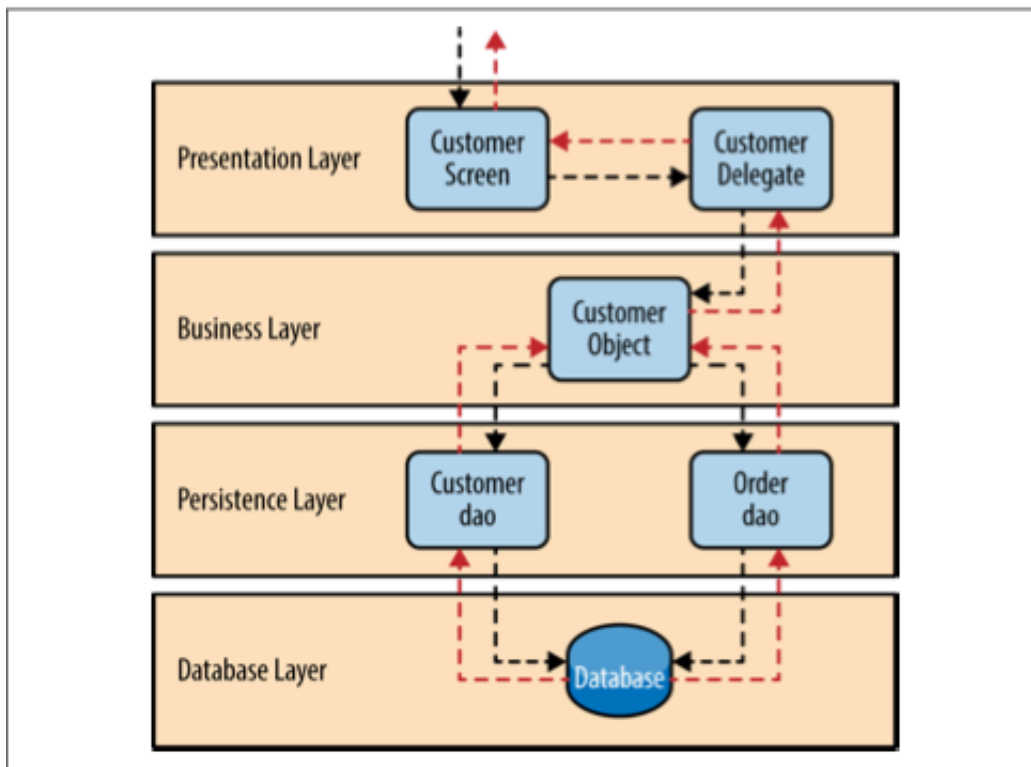 Presentation Layer
Customer
Screen
Customer
Delegate
Business Layer
Customer
Object
Persistence Layer
Customer
dao
Order
dao
Database Layer
Database